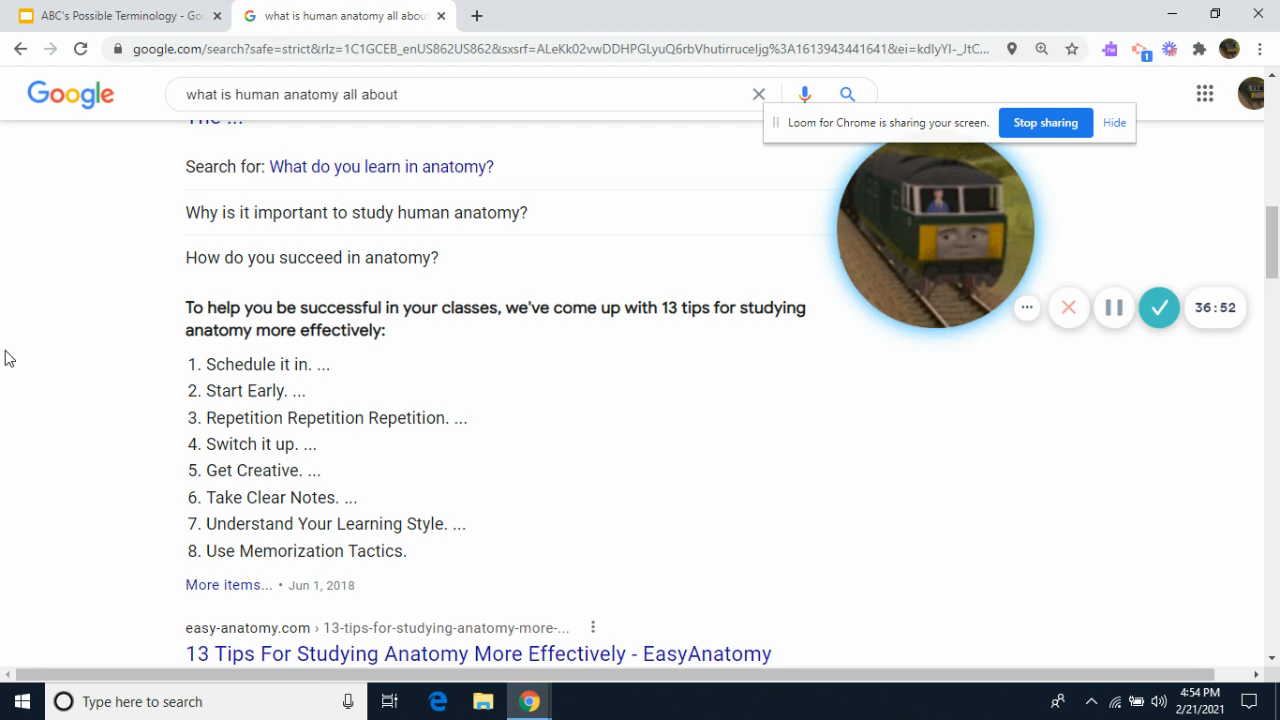 ABC's Possible Terminology - Goo
what is human anatomy all about
google.com/search?safe=strict&rlz=1C1GCEB_enUS862US862&sxsrf=ALeKk02vwDDHPGLyuQ6rbVhutirruceIjg%3A1613943441641&ei=kdIyYI-_JtC...
1
Google
what is human anatomy all about
Loom for Chrome is sharing your screen.
Stop sharing
Hide
The ...
Search for: What do you learn in anatomy?
Why is it important to study human anatomy?
How do you succeed in anatomy?
To help you be successful in your classes, we've come up with 13 tips for studying
anatomy more effectively:
36:52
1. Schedule it in. ...
2. Start Early. ...
3. Repetition Repetition Repetition. ...
4. Switch it up. ...
5. Get Creative. ...
6. Take Clear Notes. ...
7. Understand Your Learning Style. ...
8. Use Memorization Tactics.
More items... • Jun 1, 2018
easy-anatomy.com › 13-tips-for-studying-anatomy-more-...
13 Tips For Studying Anatomy More Effectively - EasyAnatomy
Type here to search
4:54 PM
2/21/2021